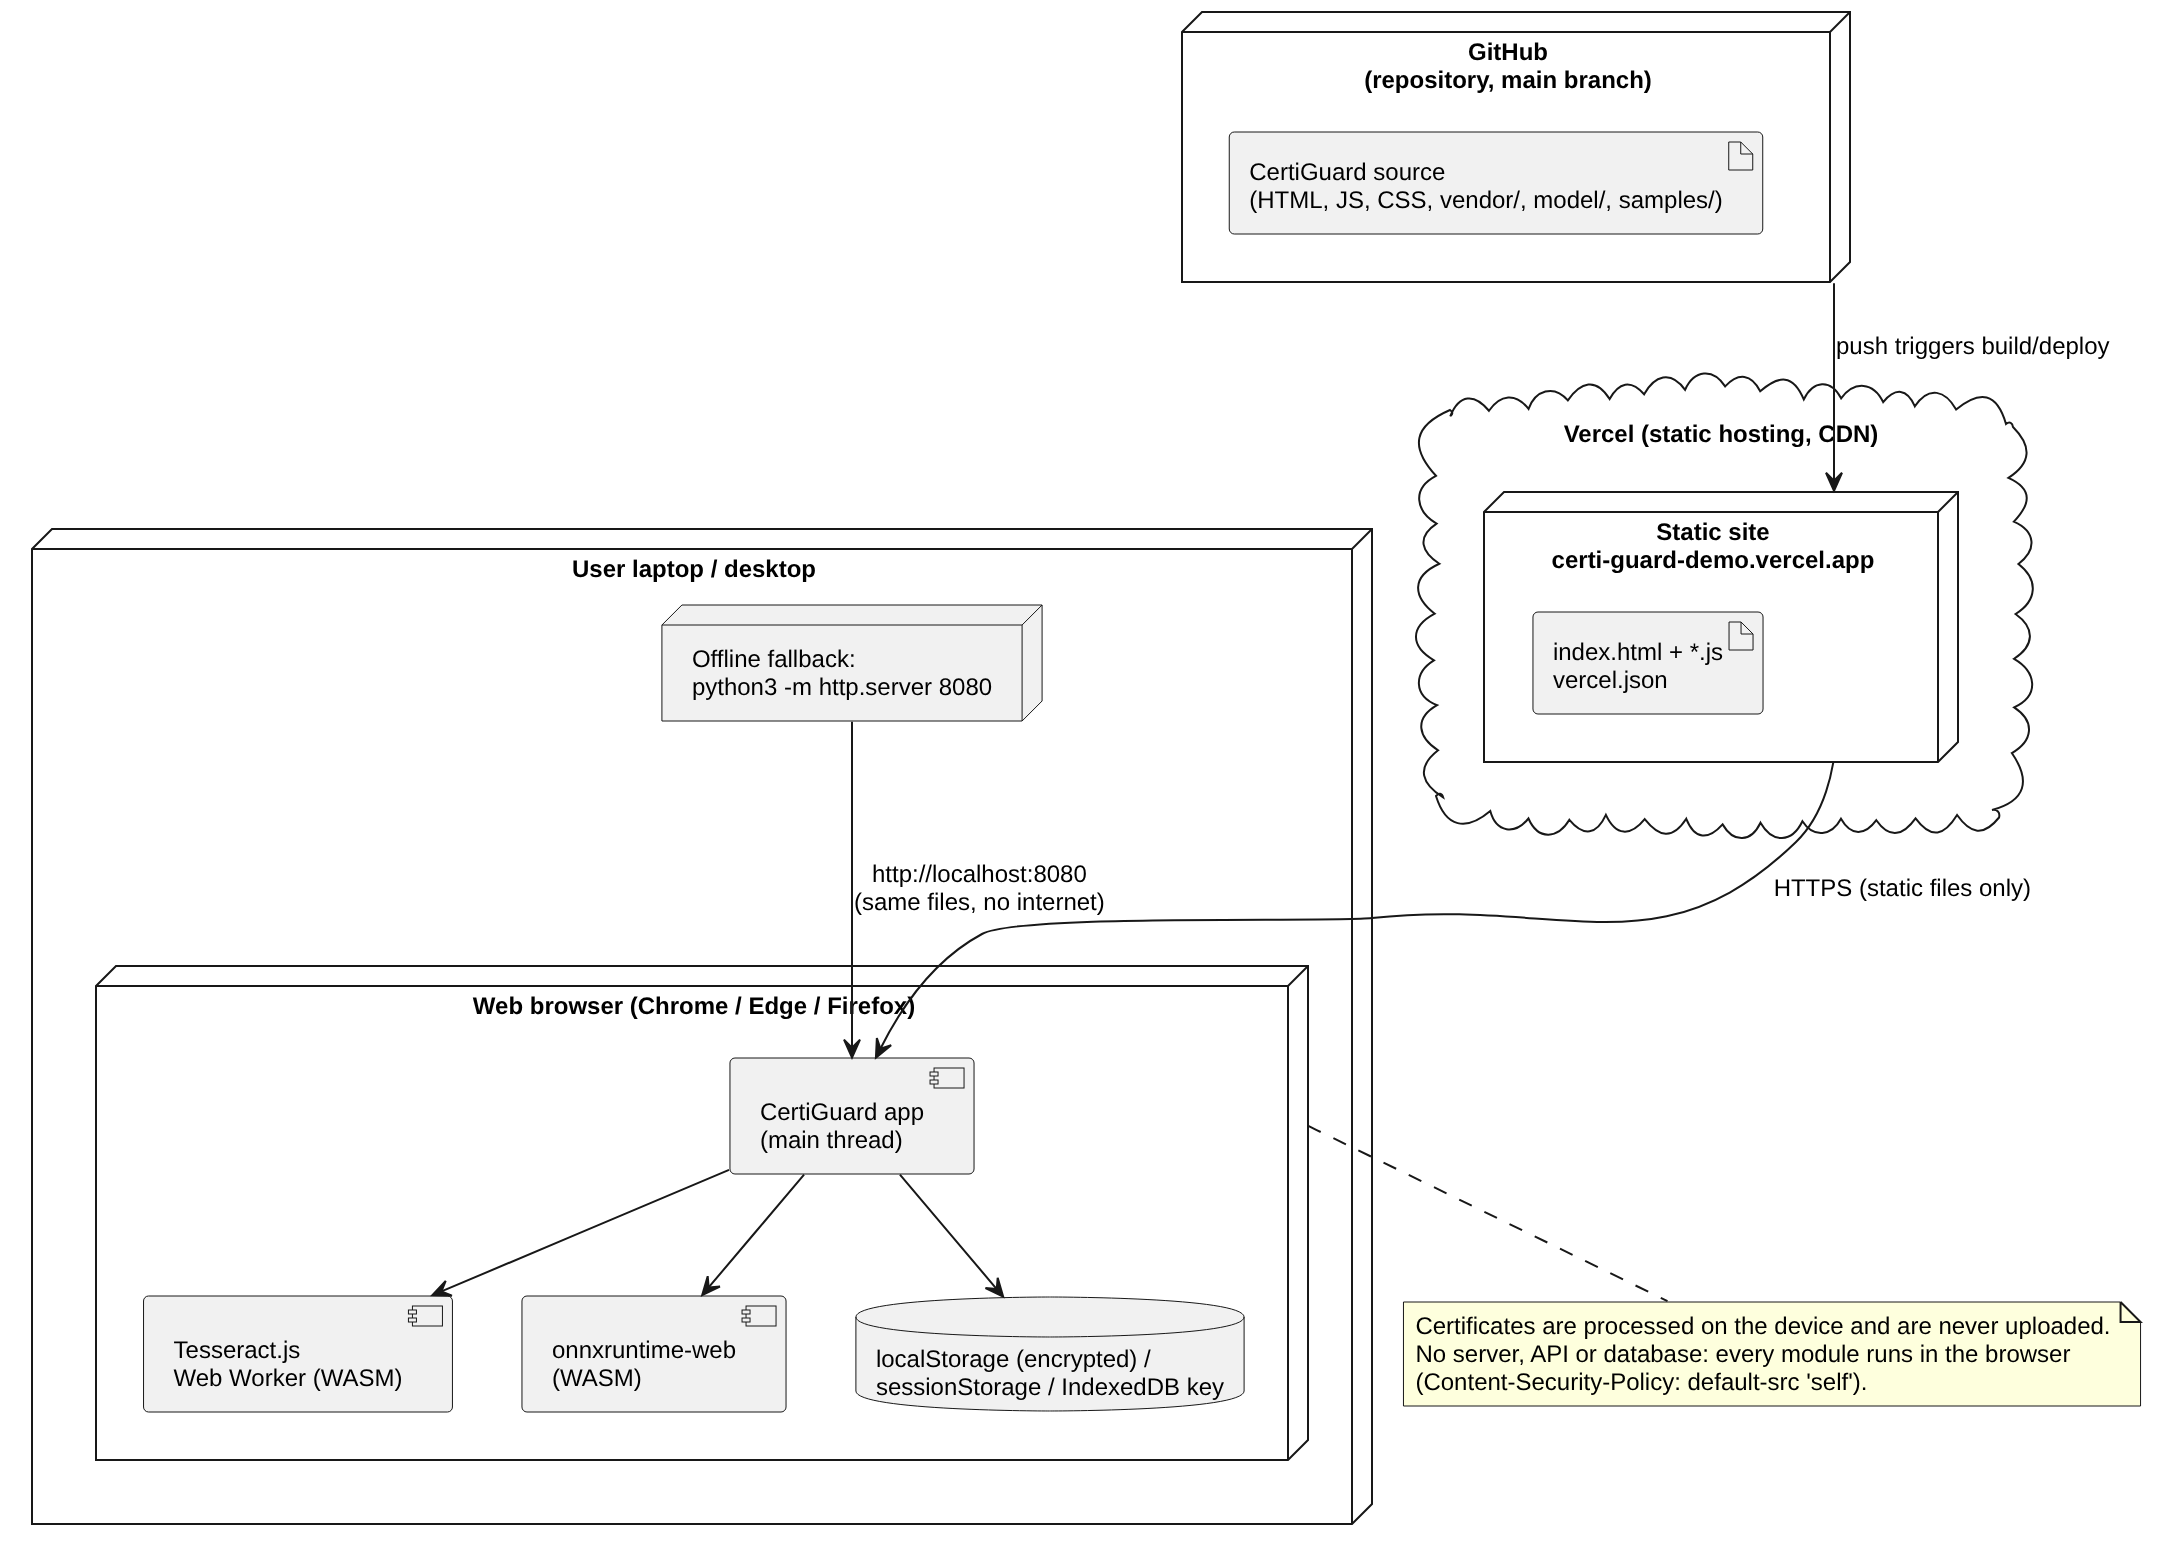 GitHub
(repository, main branch)
CertiGuard source
(HTML, JS, CSS, vendor/, model/, samples/)
push triggers build/deploy
Vercel (static hosting, CDN)
Static site
certi-guard-demo.vercel.app
index.html + *.js
vercel.json
User laptop / desktop
Offline fallback:
python3 -m http.server 8080
http://localhost:8080
(same files, no internet)
HTTPS (static files only)
Web browser (Chrome / Edge / Firefox)
CertiGuard app
(main thread)
Tesseract.js
Web Worker (WASM)
onnxruntime-web
(WASM)
localStorage (encrypted) /
sessionStorage / IndexedDB key
Certificates are processed on the device and are never uploaded.
No server, API or database: every module runs in the browser
(Content-Security-Policy: default-src 'self').